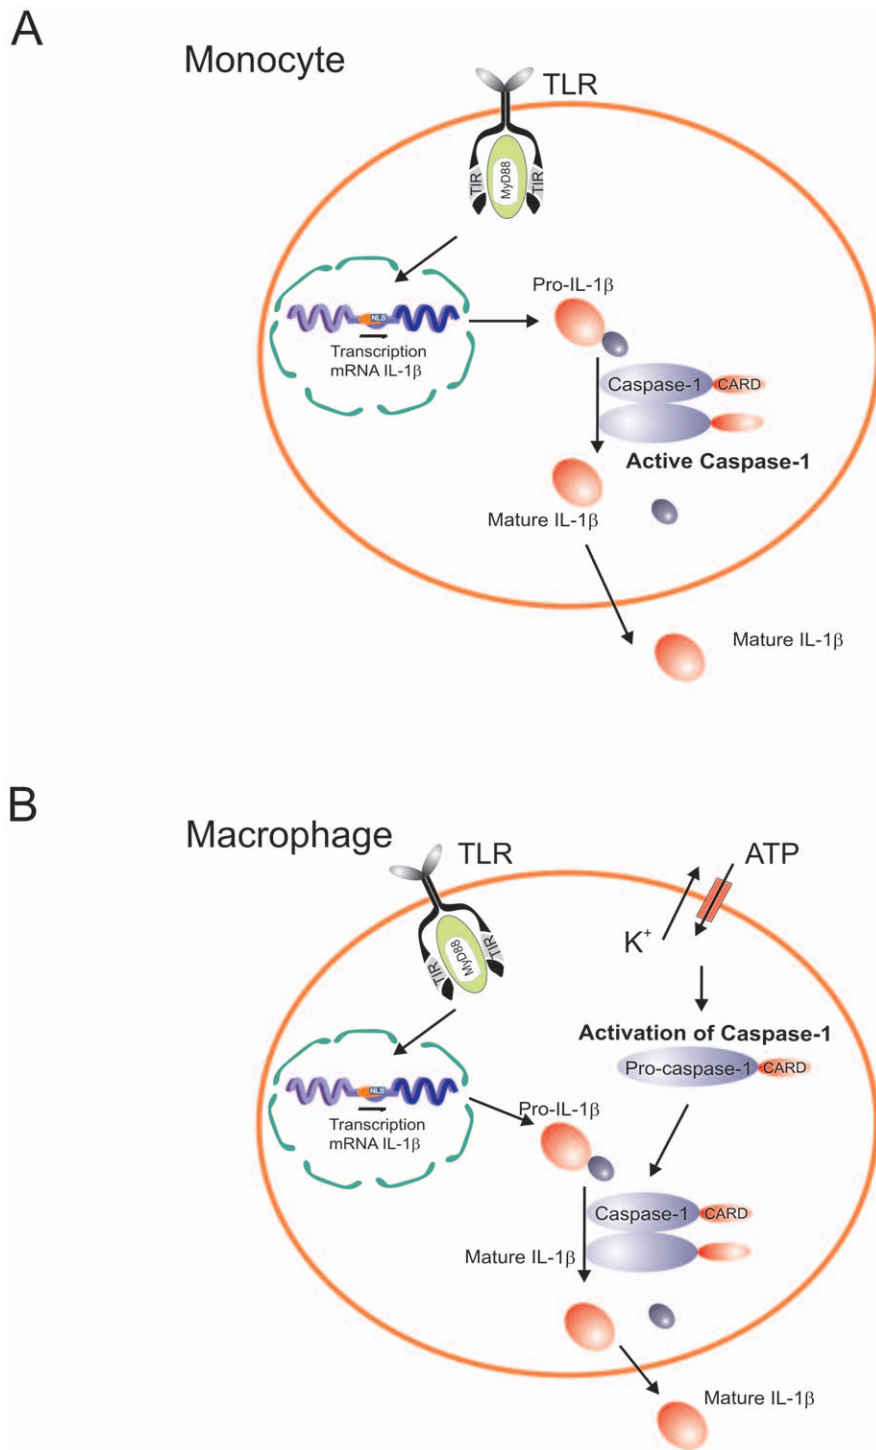 A
Monocyte
TLR
TIR
MyD88
TIR
Pro-IL-1β
NLS
Transcription
mRNA IL-1β
Caspase-1
CARD
Active Caspase-1
Mature IL-1β
Mature IL-1β
B
Macrophage
TLR
ATP
TIR
MyD88
TIR
K⁺
Activation of Caspase-1
Pro-caspase-1
CARD
NLS
Transcription
mRNA IL-1β
Pro-IL-1β
Caspase-1
CARD
Mature IL-1β
Mature IL-1β